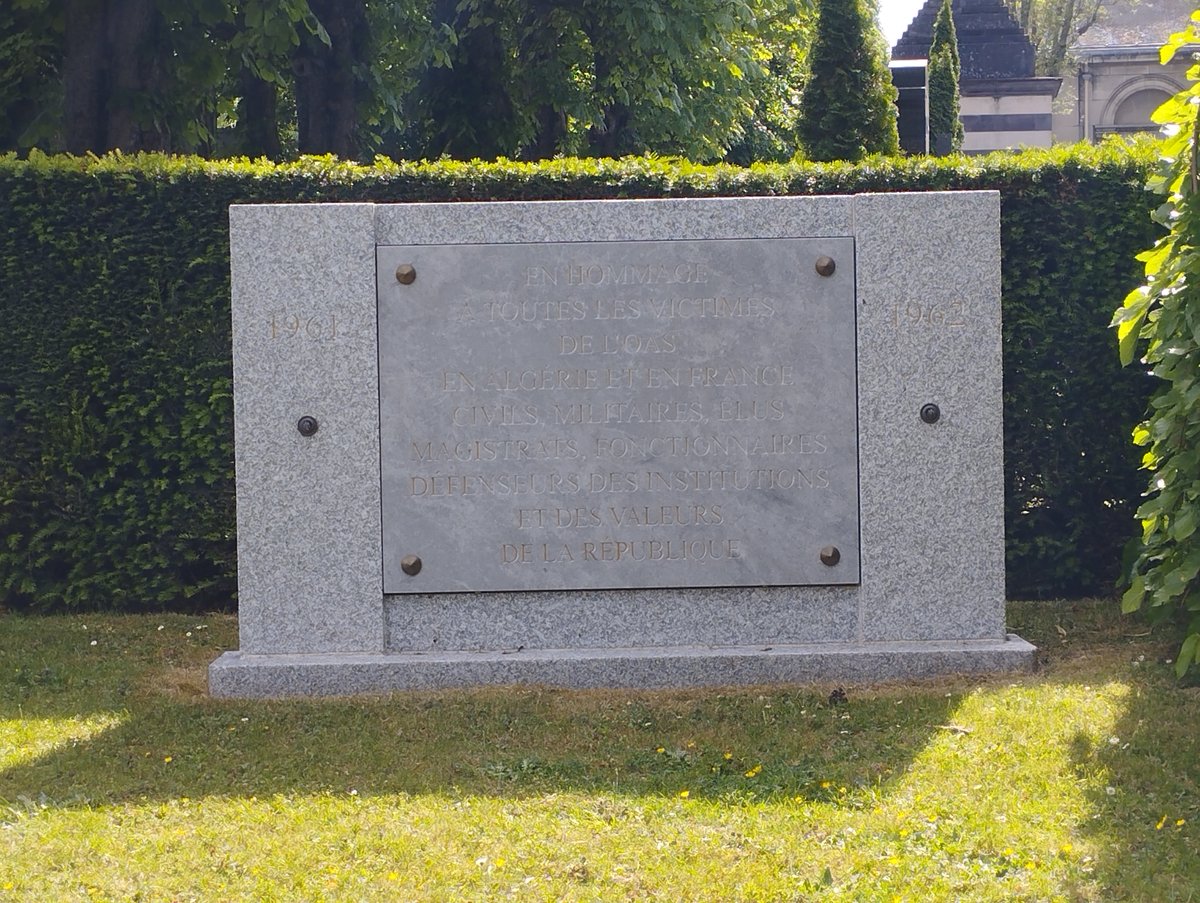 1961
EN HOMMAGE
A TOUTES LES VICTIMES
DE L'OAS
EN ALGÉRIE ET EN FRANCE
CIVILS, MILITAIRES, ÉLUS
MAGISTRATS, FONCTIONNAIRES
DÉFENSEURS DES INSTITUTIONS
ET DES VALEURS
DE LA RÉPUBLIQUE
1962